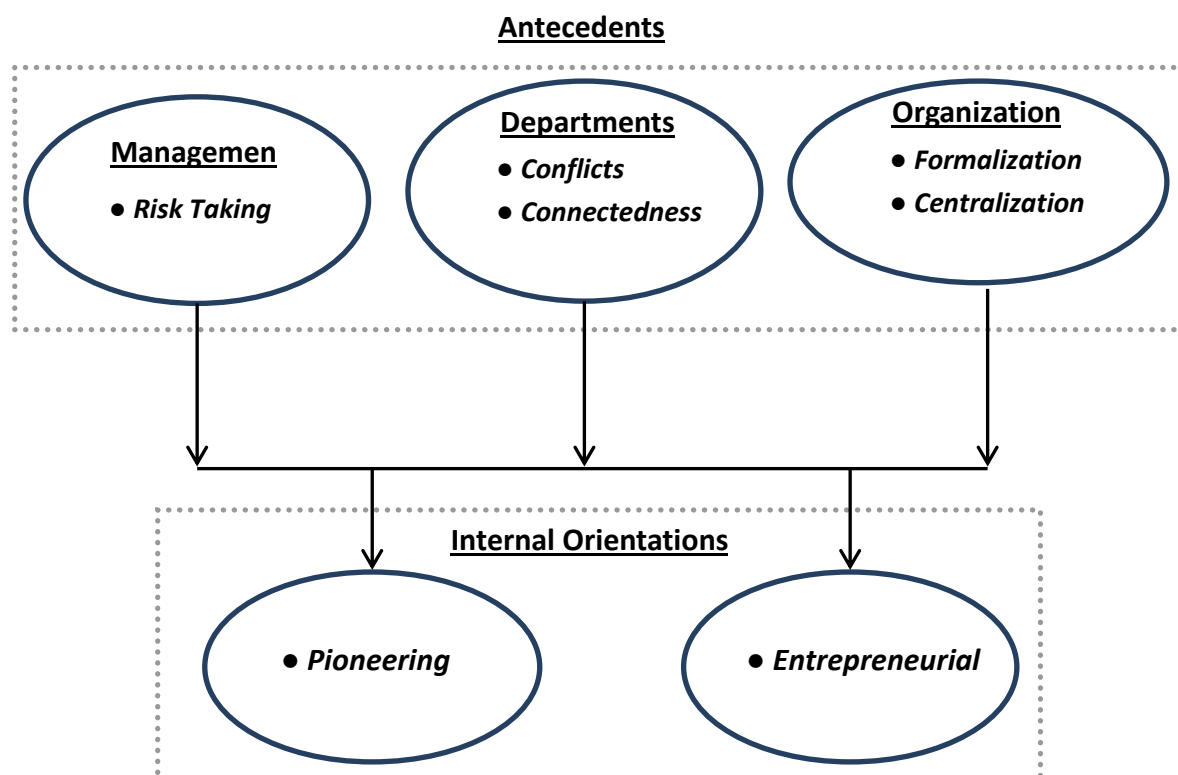 Antecedents
Managemen
● Risk Taking
Departments
● Conflicts
● Connectedness
Organization
● Formalization
● Centralization
Internal Orientations
● Pioneering
● Entrepreneurial